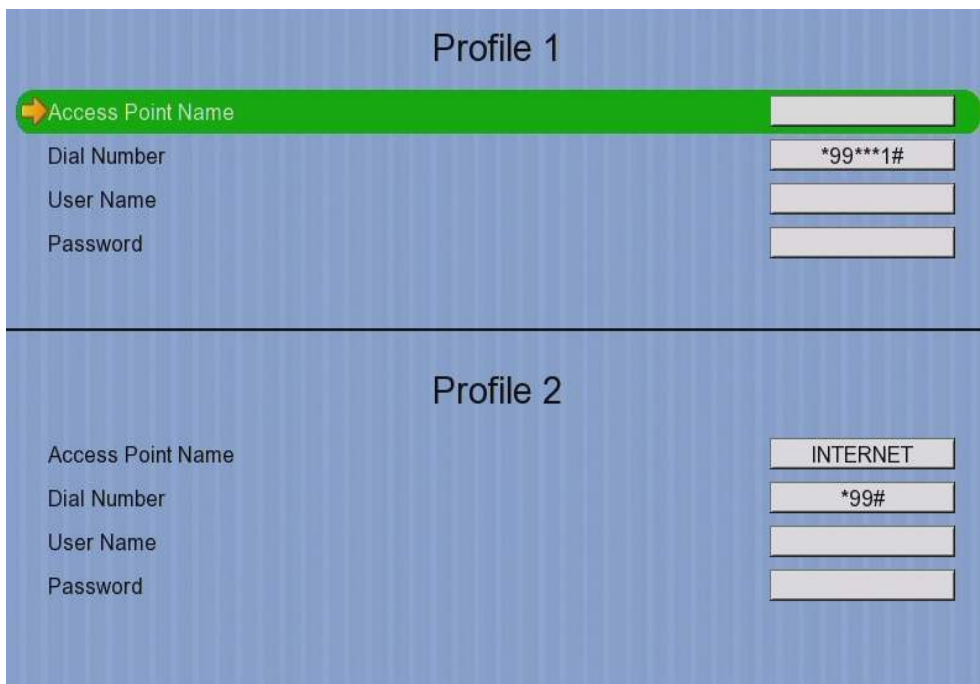 Profile 1
Access Point Name
Dial Number *99***1#
User Name
Password
Profile 2
Access Point Name INTERNET
Dial Number *99#
User Name
Password